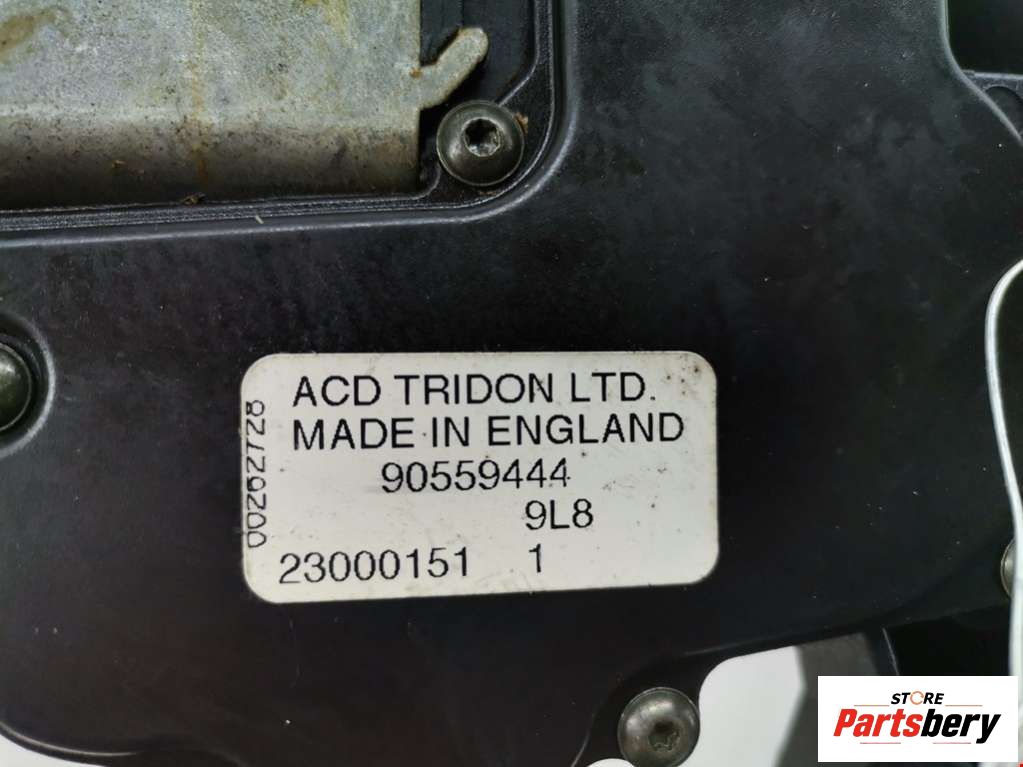 ACD TRIDON LTD.
MADE IN ENGLAND
90559444
9L8
23000151 1
00262728
STORE
Partsbery